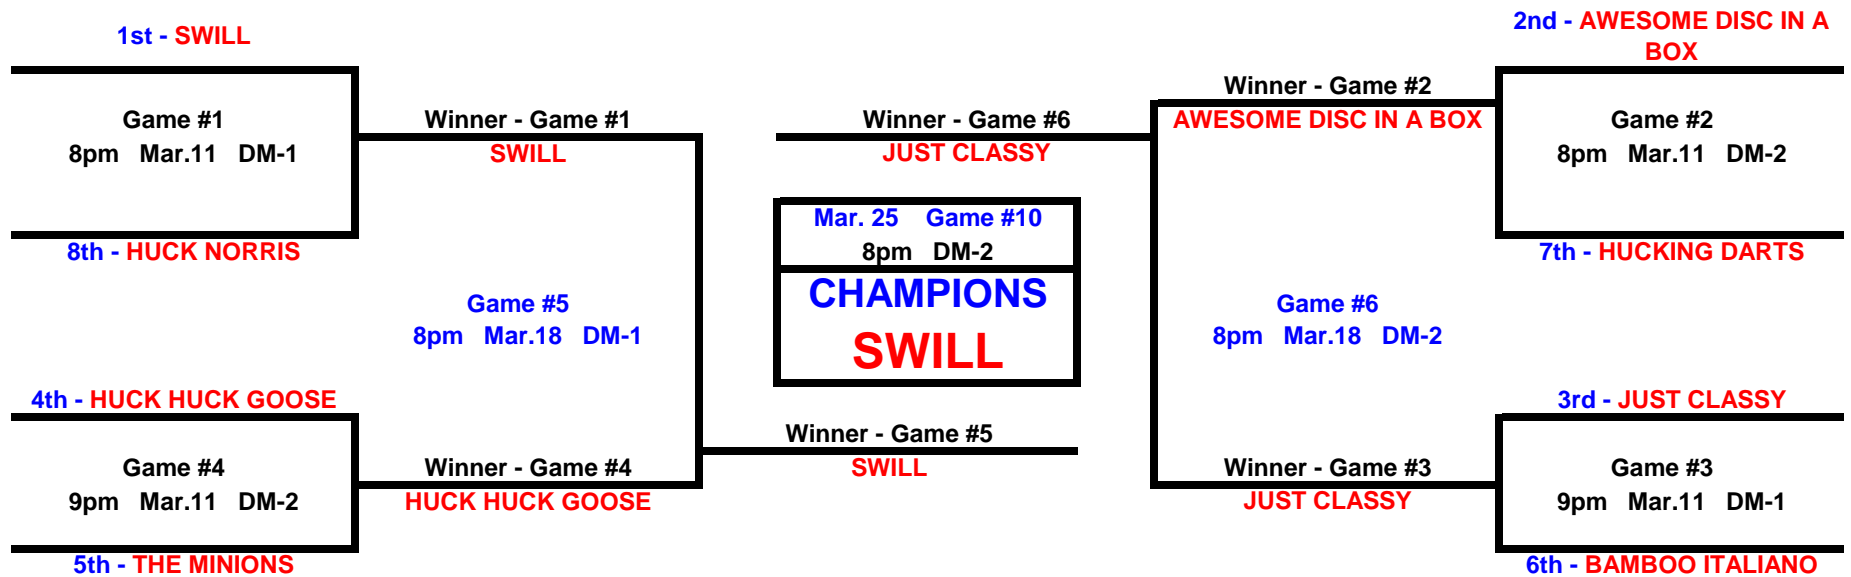 1st - SWILL
Game #1
8pm Mar.11 DM-1
8th - HUCK NORRIS
Winner - Game #1
SWILL
Game #5
8pm Mar.18 DM-1
4th - HUCK HUCK GOOSE
Game #4
9pm Mar.11 DM-2
5th - THE MINIONS
Winner - Game #4
HUCK HUCK GOOSE
Winner - Game #6
JUST CLASSY
Mar. 25 Game #10
8pm DM-2
CHAMPIONS
SWILL
Winner - Game #5
SWILL
Winner - Game #2
AWESOME DISC IN A BOX
Game #6
8pm Mar.18 DM-2
Winner - Game #3
JUST CLASSY
2nd - AWESOME DISC IN A
BOX
Game #2
8pm Mar.11 DM-2
7th - HUCKING DARTS
3rd - JUST CLASSY
Game #3
9pm Mar.11 DM-1
6th - BAMBOO ITALIANO